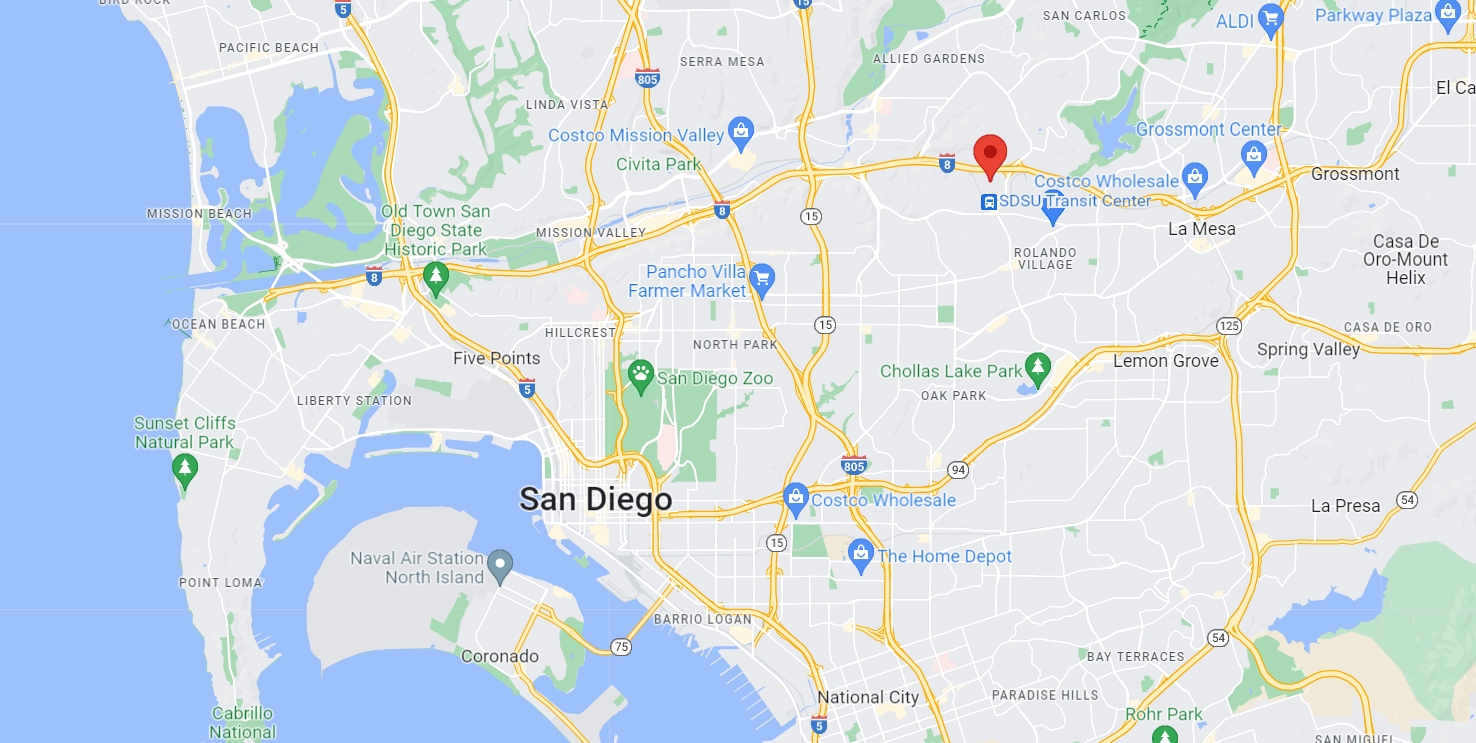 BIRD ROCK
5
15
SAN CARLOS
ALDI
Parkway Plaza
PACIFIC BEACH
SERRA MESA
ALLIED GARDENS
805
El Ca
LINDA VISTA
Costco Mission Valley
Grossmont Center
Civita Park
8
Grossmont
Costco Wholesale
SDSU Transit Center
MISSION BEACH
Old Town San
Diego State
Historic Park
8
15
MISSION VALLEY
La Mesa
Casa De
Oro-Mount
Helix
ROLANDO
VILLAGE
8
Pancho Villa
Farmer Market
OCEAN BEACH
HILLCREST
15
125
CASA DE ORO
NORTH PARK
Five Points
Lemon Grove
Spring Valley
San Diego Zoo
Chollas Lake Park
5
OAK PARK
LIBERTY STATION
Sunset Cliffs
Natural Park
805
94
San Diego
Costco Wholesale
54
La Presa
15
Naval Air Station
North Island
The Home Depot
POINT LOMA
BARRIO LOGAN
75
54
Coronado
BAY TERRACES
National City
PARADISE HILLS
Cabrillo
National
5
Rohr Park
SAN MIGUEL